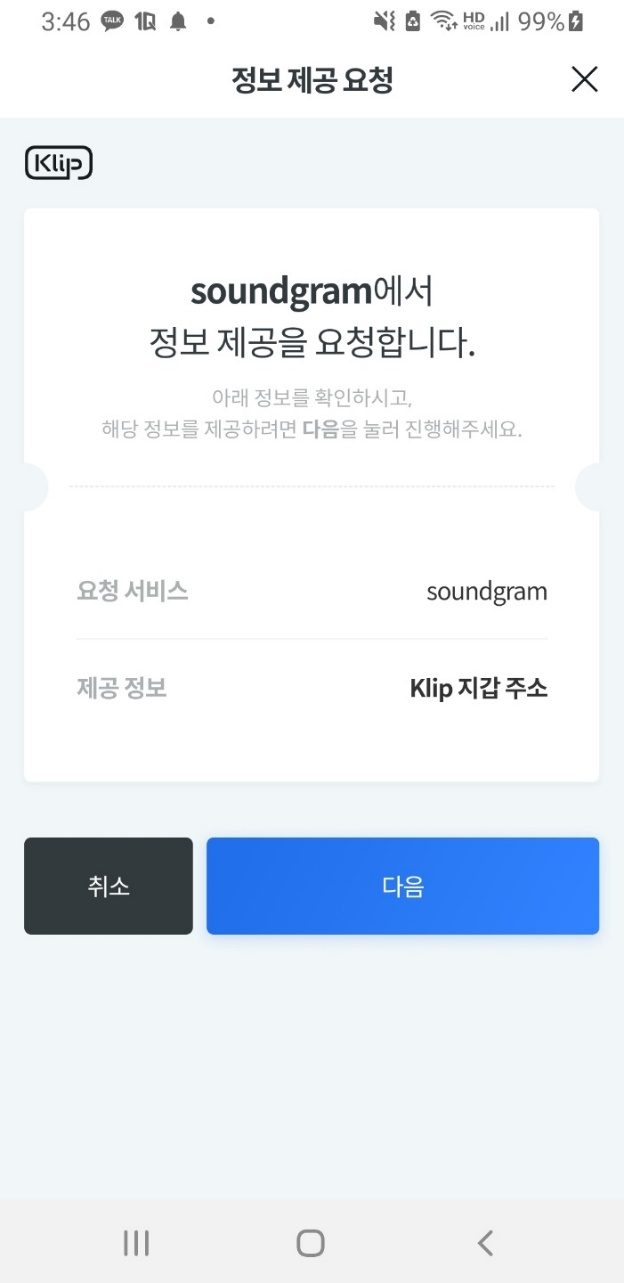 3:46 TALK 1Q HD voice 99%
정보 제공 요청
Klip
soundgram에서
정보 제공을 요청합니다.
아래 정보를 확인하시고,
해당 정보를 제공하려면 다음을 눌러 진행해주세요.
요청 서비스 soundgram
제공 정보 Klip 지갑 주소
취소 다음